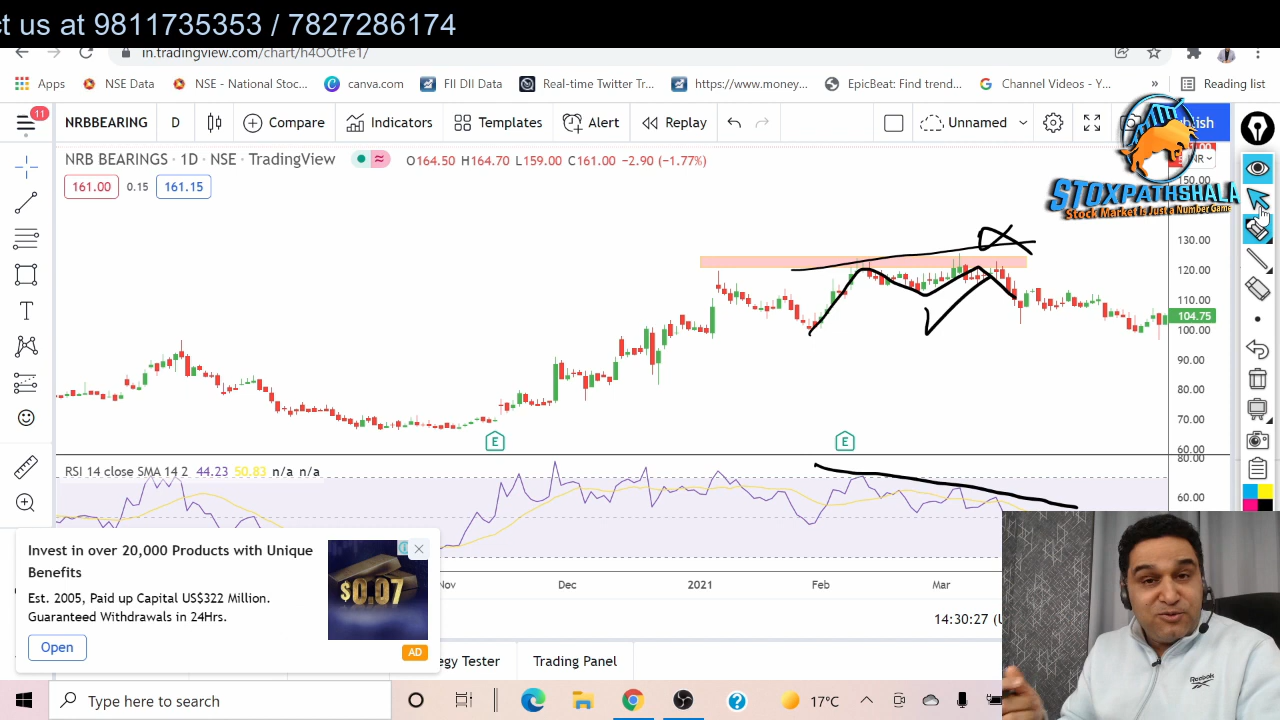 ct us at 9811735353 / 7827286174
in.tradingview.com/chart/h4OOtFe1/
Apps NSE Data NSE - National Stoc... canva.com FII DII Data Real-time Twitter Tr... https://www.money... EpicBeat: Find trend... Channel Videos - Y... » Reading list
11
NRBBEARING D Compare Indicators Templates Alert Replay Unnamed
NRB BEARINGS · 1D · NSE · TradingView O164.50 H164.70 L159.00 C161.00 −2.90 (−1.77%)
161.00 0.15 161.15
STOXPATHSHALA
Stock Market is Just a Number Game
150.00
130.00
120.00
110.00
104.75
100.00
90.00
80.00
70.00
60.00
E E
RSI 14 close SMA 14 2 44.23 50.83 n/a n/a
80.00
60.00
Nov Dec 2021 Feb Mar
Invest in over 20,000 Products with Unique
Benefits
Est. 2005, Paid up Capital US$322 Million.
Guaranteed Withdrawals in 24Hrs.
$0.07
Open
AD
14:30:27 (U
egy Tester Trading Panel
Reebok
Type here to search
17°C